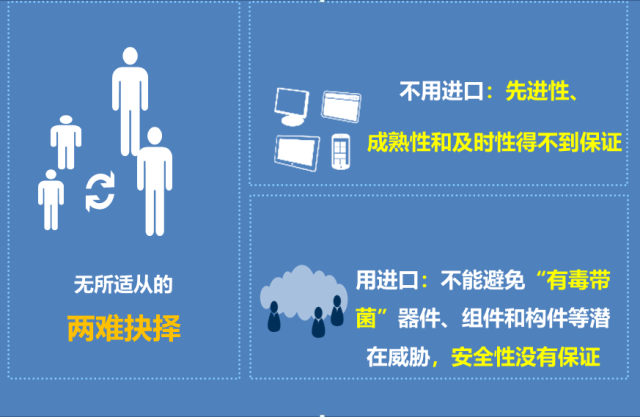 无所适从的
两难抉择
不用进口：先进性、
成熟性和及时性得不到保证
用进口：不能避免“有毒带
菌”器件、组件和构件等潜
在威胁，安全性没有保证